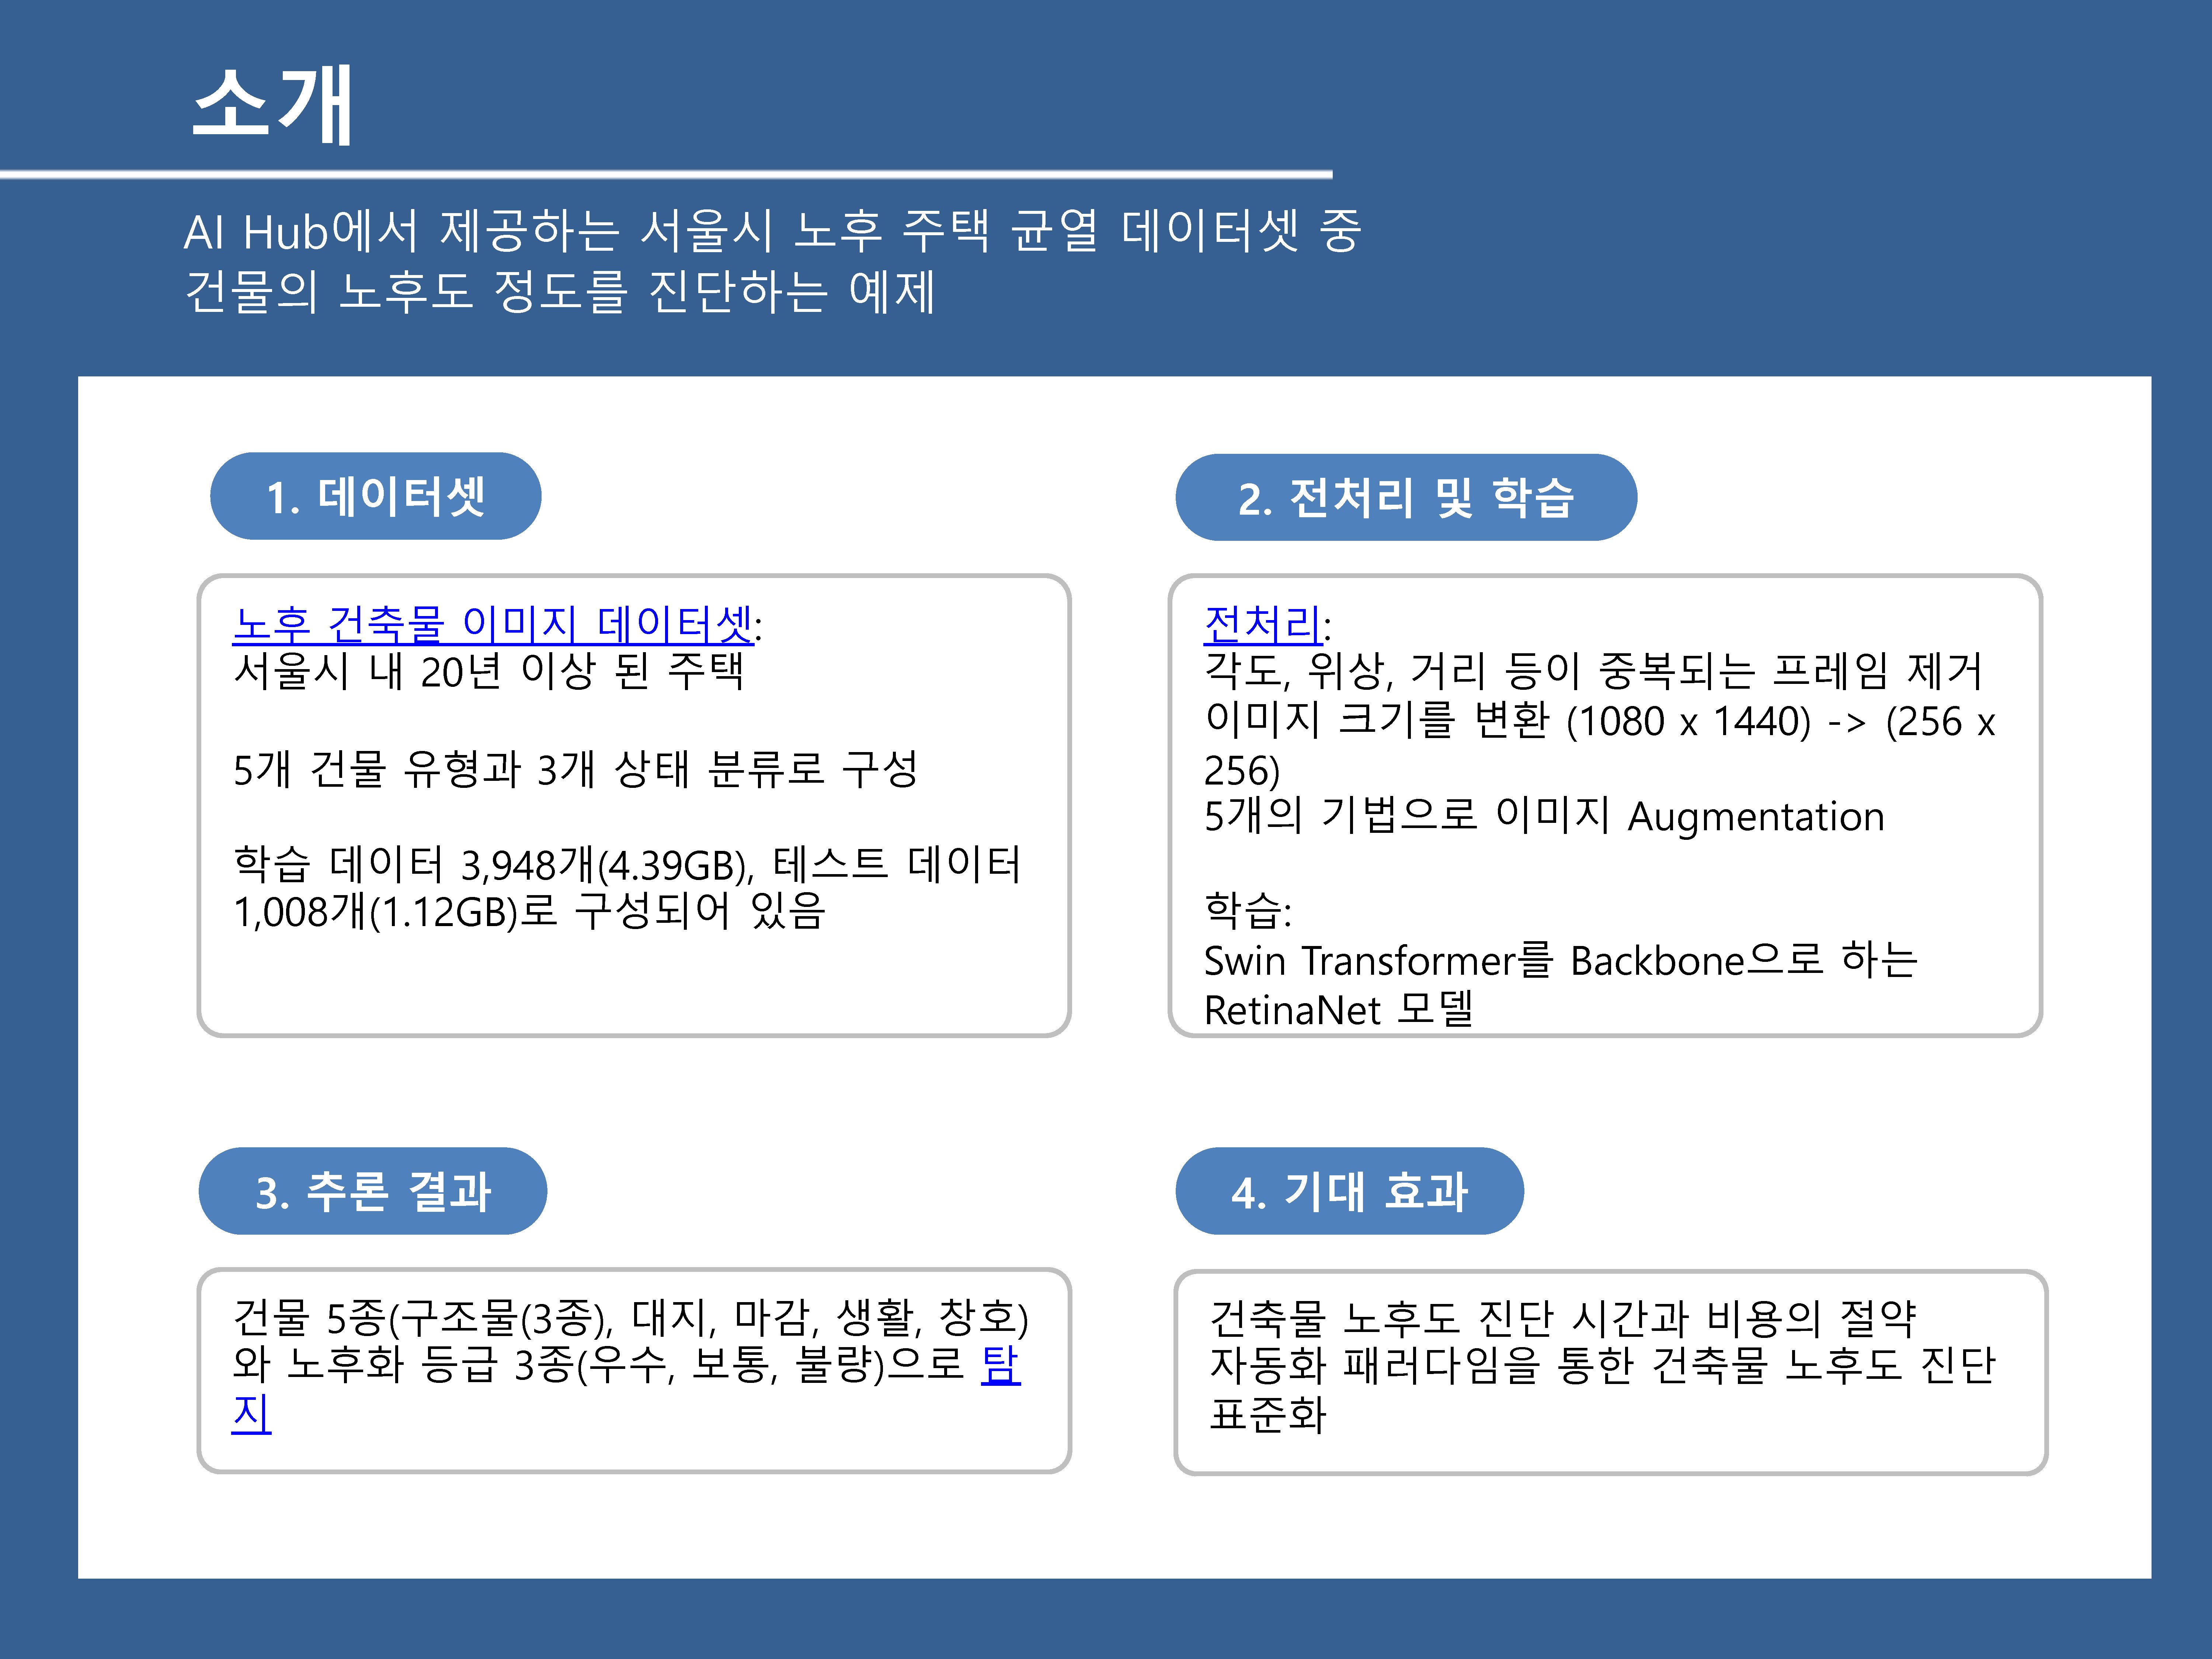 소개
AI Hub에서 제공하는 서울시 노후 주택 균열 데이터셋 중
건물의 노후도 정도를 진단하는 예제
1. 데이터셋
노후 건축물 이미지 데이터셋:
서울시 내 20년 이상 된 주택
5개 건물 유형과 3개 상태 분류로 구성
학습 데이터 3,948개(4.39GB), 테스트 데이터
1,008개(1.12GB)로 구성되어 있음
2. 전처리 및 학습
전처리:
각도, 위상, 거리 등이 중복되는 프레임 제거
이미지 크기를 변환 (1080 x 1440) -> (256 x
256)
5개의 기법으로 이미지 Augmentation
학습:
Swin Transformer를 Backbone으로 하는
RetinaNet 모델
3. 추론 결과
건물 5종(구조물(3종), 대지, 마감, 생활, 창호)
와 노후화 등급 3종(우수, 보통, 불량)으로 탐
지
4. 기대 효과
건축물 노후도 진단 시간과 비용의 절약
자동화 패러다임을 통한 건축물 노후도 진단
표준화